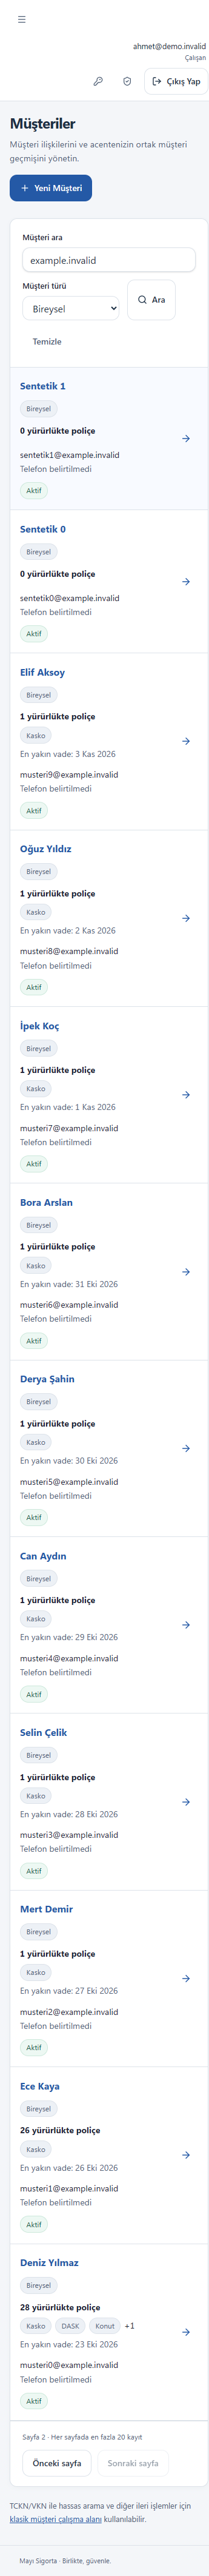 ahmet@demo.invalid
Çalışan
Çıkış Yap
Müşteriler
Müşteri ilişkilerini ve acentenizin ortak müşteri
geçmişini yönetin.
Yeni Müşteri
Müşteri ara
example.invalid
Müşteri türü
Bireysel
Ara
Temizle
Sentetik 1
Bireysel
0 yürürlükte poliçe
sentetik1@example.invalid
Telefon belirtilmedi
Aktif
Sentetik 0
Bireysel
0 yürürlükte poliçe
sentetik0@example.invalid
Telefon belirtilmedi
Aktif
Elif Aksoy
Bireysel
1 yürürlükte poliçe
Kasko
En yakın vade: 3 Kas 2026
musteri9@example.invalid
Telefon belirtilmedi
Aktif
Oğuz Yıldız
Bireysel
1 yürürlükte poliçe
Kasko
En yakın vade: 2 Kas 2026
musteri8@example.invalid
Telefon belirtilmedi
Aktif
İpek Koç
Bireysel
1 yürürlükte poliçe
Kasko
En yakın vade: 1 Kas 2026
musteri7@example.invalid
Telefon belirtilmedi
Aktif
Bora Arslan
Bireysel
1 yürürlükte poliçe
Kasko
En yakın vade: 31 Eki 2026
musteri6@example.invalid
Telefon belirtilmedi
Aktif
Derya Şahin
Bireysel
1 yürürlükte poliçe
Kasko
En yakın vade: 30 Eki 2026
musteri5@example.invalid
Telefon belirtilmedi
Aktif
Can Aydın
Bireysel
1 yürürlükte poliçe
Kasko
En yakın vade: 29 Eki 2026
musteri4@example.invalid
Telefon belirtilmedi
Aktif
Selin Çelik
Bireysel
1 yürürlükte poliçe
Kasko
En yakın vade: 28 Eki 2026
musteri3@example.invalid
Telefon belirtilmedi
Aktif
Mert Demir
Bireysel
1 yürürlükte poliçe
Kasko
En yakın vade: 27 Eki 2026
musteri2@example.invalid
Telefon belirtilmedi
Aktif
Ece Kaya
Bireysel
26 yürürlükte poliçe
Kasko
En yakın vade: 26 Eki 2026
musteri1@example.invalid
Telefon belirtilmedi
Aktif
Deniz Yılmaz
Bireysel
28 yürürlükte poliçe
Kasko DASK Konut +1
En yakın vade: 23 Eki 2026
musteri0@example.invalid
Telefon belirtilmedi
Aktif
Sayfa 2 · Her sayfada en fazla 20 kayıt
Önceki sayfa Sonraki sayfa
TCKN/VKN ile hassas arama ve diğer ileri işlemler için
klasik müşteri çalışma alanı kullanılabilir.
Mayıs Sigorta · Birlikte, güvenle.